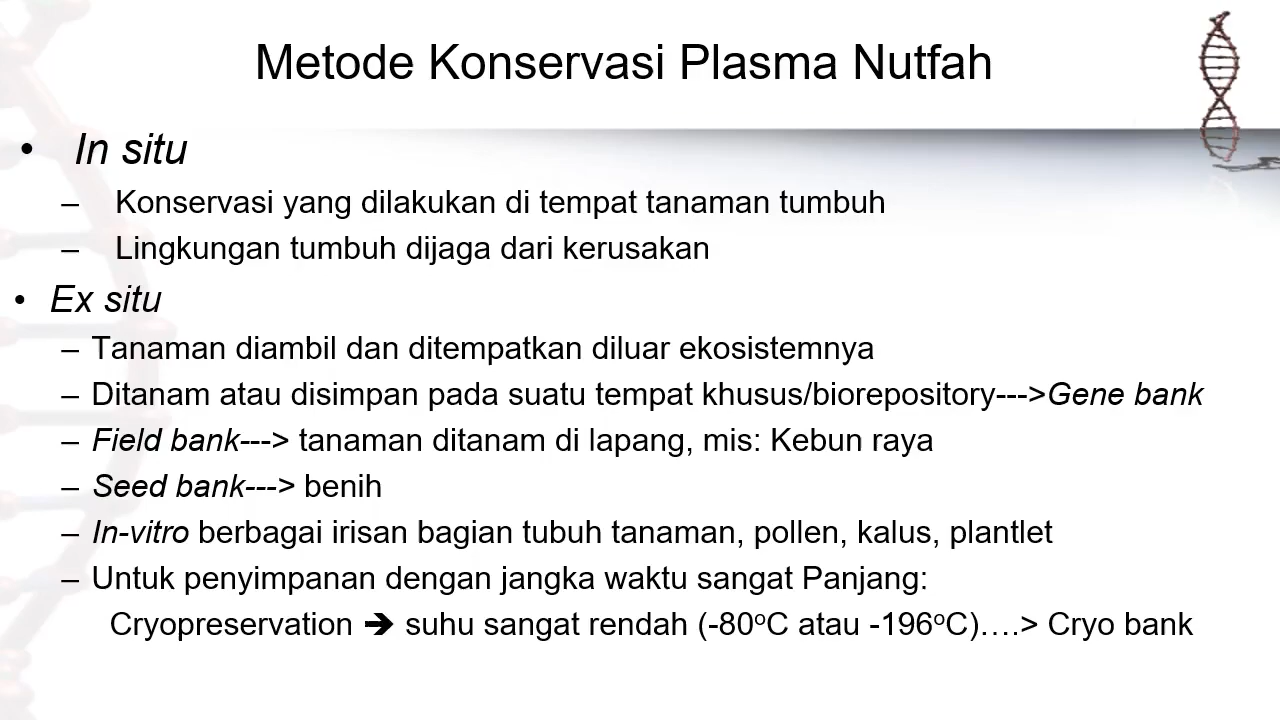 Metode Konservasi Plasma Nutfah
• In situ
– Konservasi yang dilakukan di tempat tanaman tumbuh
– Lingkungan tumbuh dijaga dari kerusakan
• Ex situ
– Tanaman diambil dan ditempatkan diluar ekosistemnya
– Ditanam atau disimpan pada suatu tempat khusus/biorepository--->Gene bank
– Field bank---> tanaman ditanam di lapang, mis: Kebun raya
– Seed bank---> benih
– In-vitro berbagai irisan bagian tubuh tanaman, pollen, kalus, plantlet
– Untuk penyimpanan dengan jangka waktu sangat Panjang:
Cryopreservation ➔ suhu sangat rendah (-80ºC atau -196ºC)….> Cryo bank